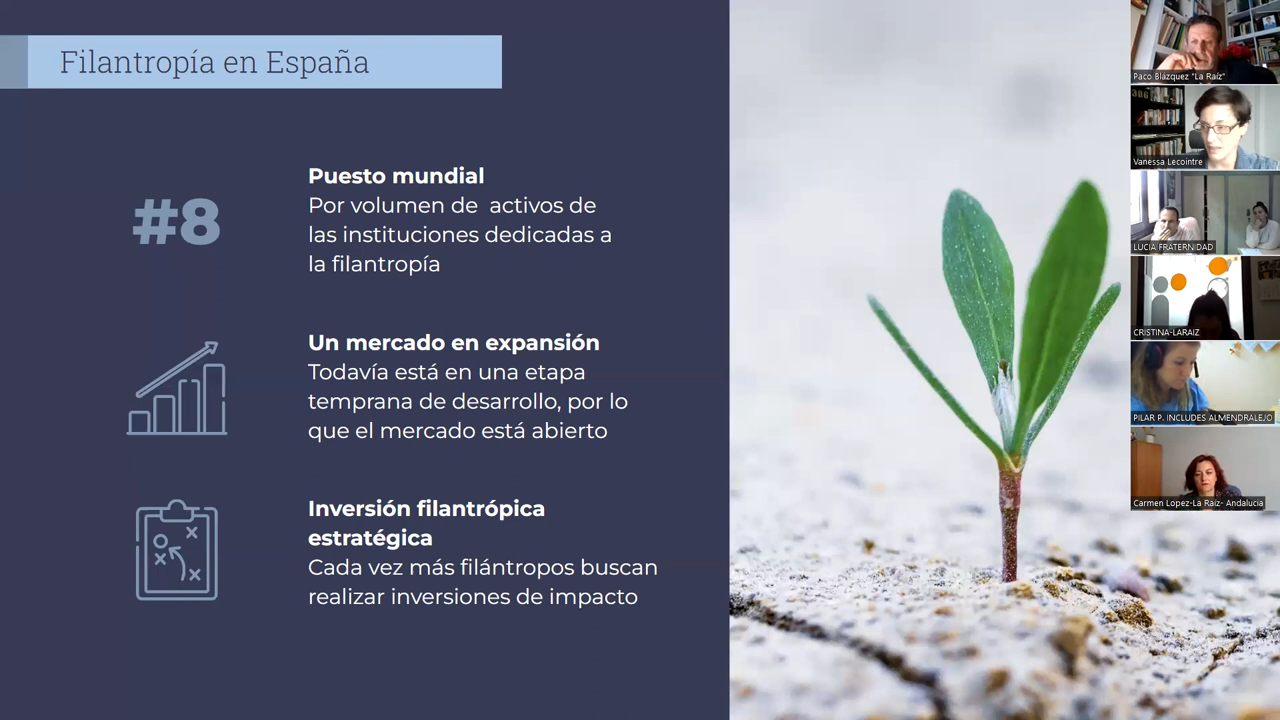 Filantropía en España
#8
Puesto mundial
Por volumen de activos de
las instituciones dedicadas a
la filantropía
Un mercado en expansión
Todavía está en una etapa
temprana de desarrollo, por lo
que el mercado está abierto
Inversión filantrópica
estratégica
Cada vez más filántropos buscan
realizar inversiones de impacto
Paco Blázquez "La Raíz"
Vanessa Lecointre
LUCIA FRATERNIDAD
CRISTINA-LARAIZ
PILAR P. INCLUDES ALMENDRALEJO
Carmen Lopez-La Raíz- Andalucia